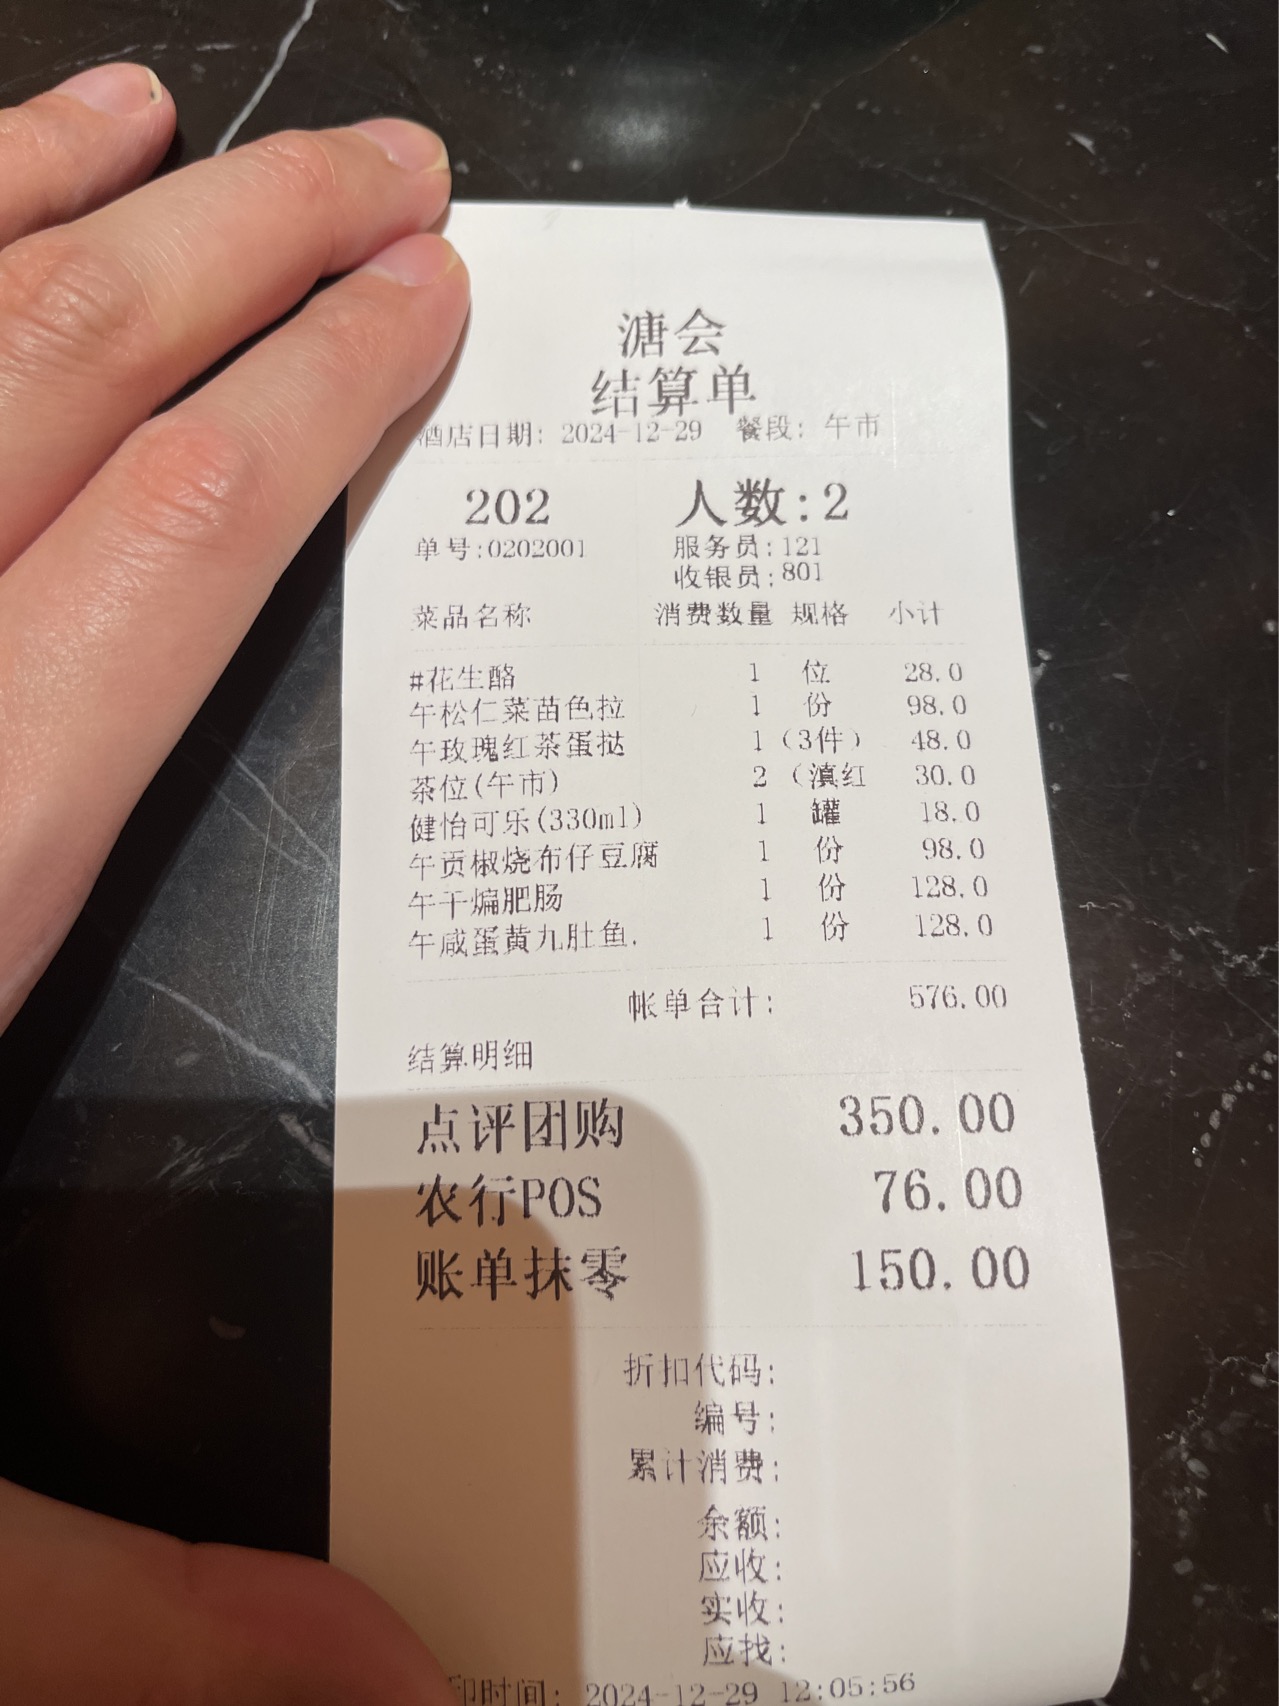 溏会
结算单
酒店日期: 2024-12-29 餐段: 午市
202 人数:2
单号:0202001 服务员:121
收银员:801
菜品名称 消费数量 规格 小计
#花生酪 1 位 28.0
午松仁菜苗色拉 1 份 98.0
午玫瑰红茶蛋挞 1 (3件) 48.0
茶位(午市) 2 (滇红 30.0
健怡可乐(330ml) 1 罐 18.0
午贡椒烧布仔豆腐 1 份 98.0
午干煸肥肠 1 份 128.0
午咸蛋黄九肚鱼. 1 份 128.0
帐单合计: 576.00
结算明细
点评团购 350.00
农行POS 76.00
账单抹零 150.00
折扣代码:
编号:
累计消费:
余额:
应收:
实收:
应找:
印时间: 2024-12-29 12:05:56